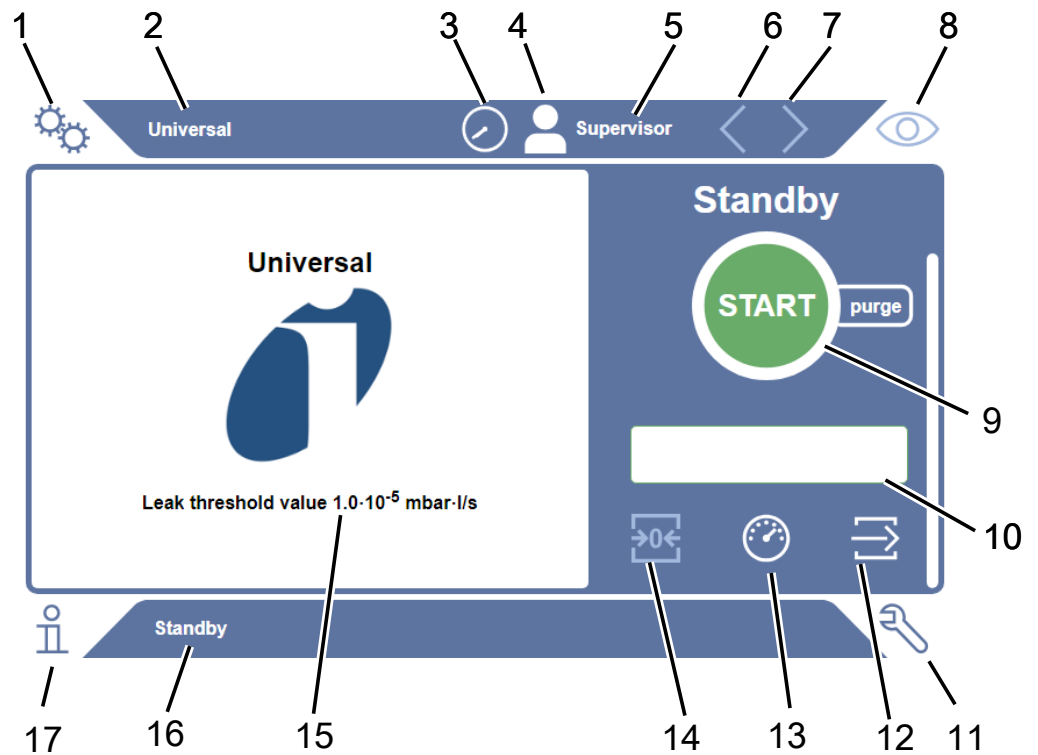 1 2 3 4 5 6 7 8
Universal Supervisor
Standby
Universal
START purge
9
Leak threshold value 1.0·10⁻⁵ mbar·l/s
10
→0←
Standby
17 16 15 14 13 12 11